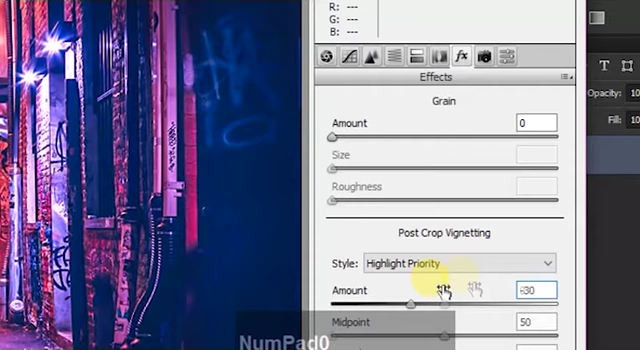 R: ---
G: ---
B: ---
fx
Effects
Grain
Amount 0
Size
Roughness
Post Crop Vignetting
Style: Highlight Priority
Amount -30
Midpoint 50
NumPad0
T
Opacity: 10
Fill: 10